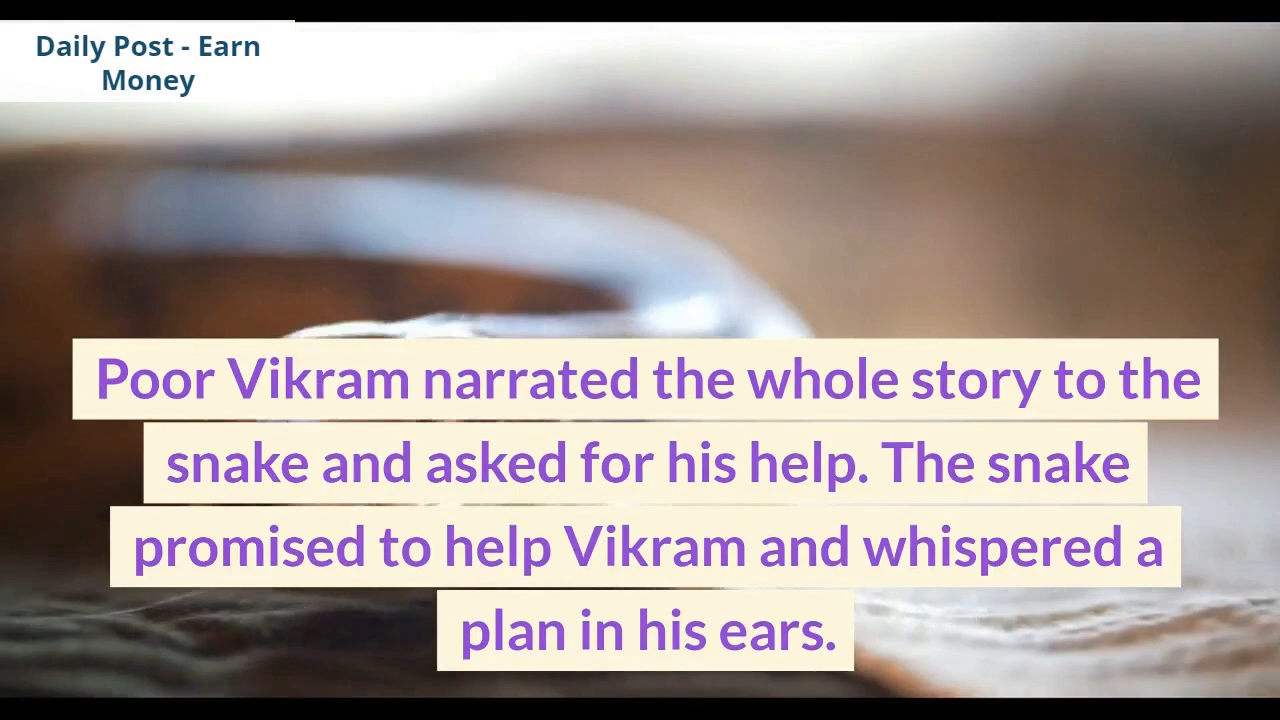 Daily Post - Earn
Money
Poor Vikram narrated the whole story to the
snake and asked for his help. The snake
promised to help Vikram and whispered a
plan in his ears.